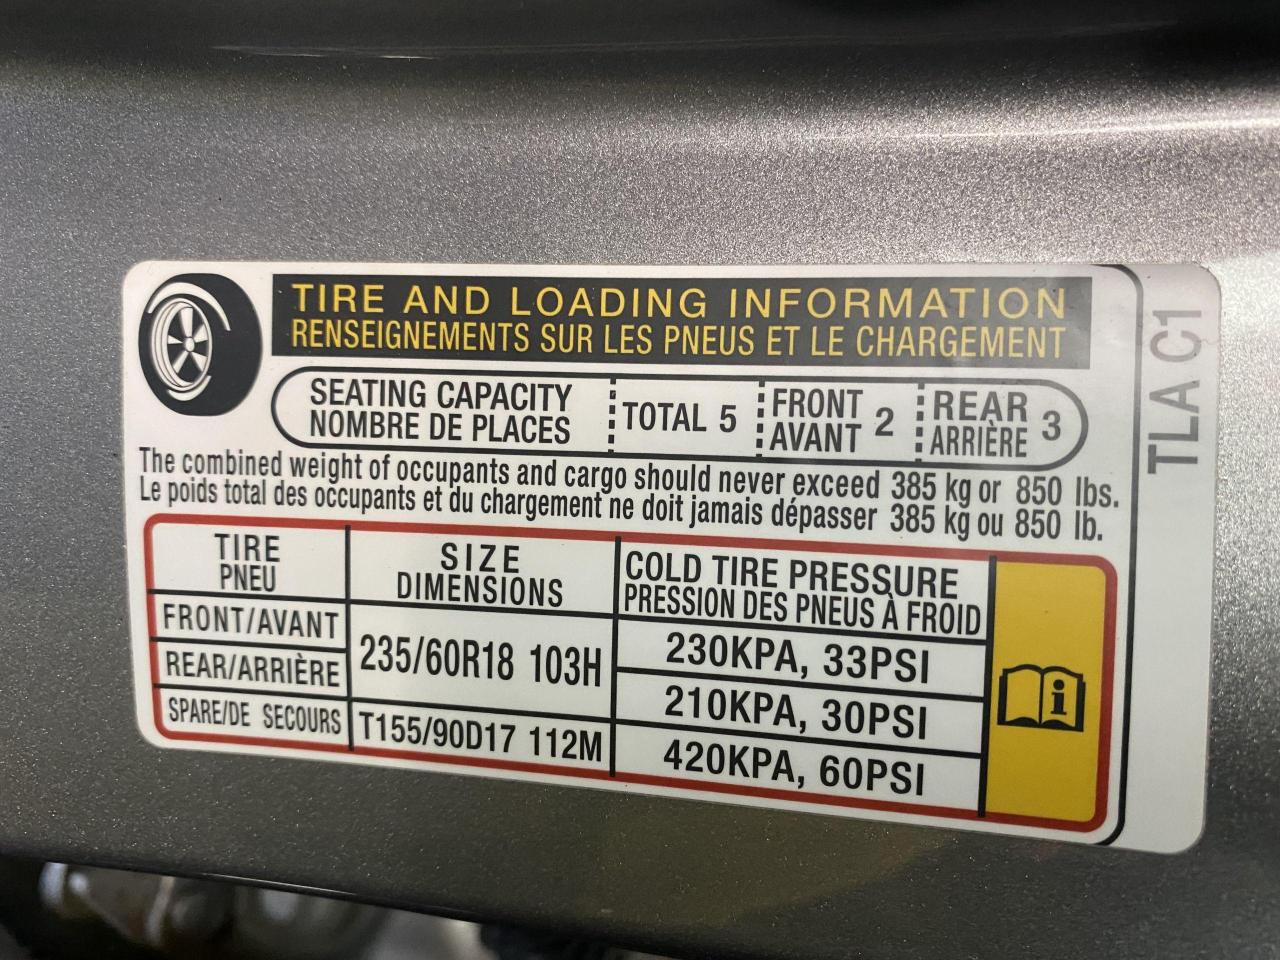 TIRE AND LOADING INFORMATION
RENSEIGNEMENTS SUR LES PNEUS ET LE CHARGEMENT
SEATING CAPACITY
NOMBRE DE PLACES
TOTAL 5
FRONT
AVANT
2
REAR
ARRIÈRE
3
The combined weight of occupants and cargo should never exceed 385 kg or 850 lbs.
Le poids total des occupants et du chargement ne doit jamais dépasser 385 kg ou 850 lb.
TIRE
PNEU
SIZE
DIMENSIONS
COLD TIRE PRESSURE
PRESSION DES PNEUS À FROID
FRONT/AVANT
235/60R18 103H
230KPA, 33PSI
REAR/ARRIÈRE
210KPA, 30PSI
SPARE/DE SECOURS
T155/90D17 112M
420KPA, 60PSI
TLA C1